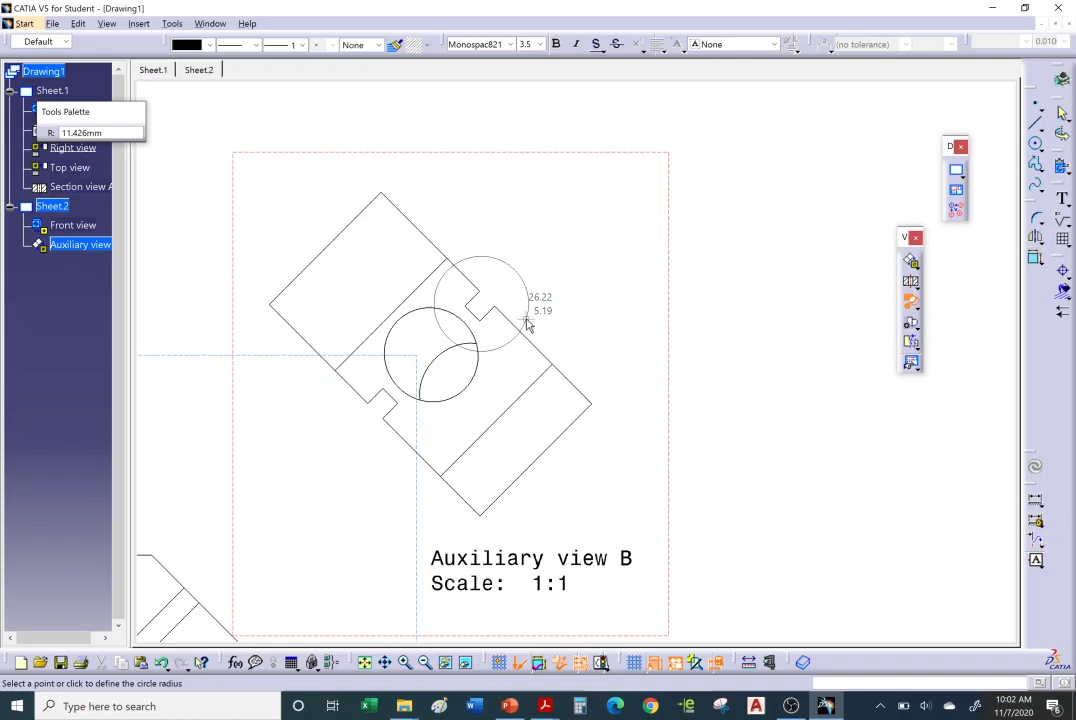 CATIA V5 for Student - [Drawing1]
Start File Edit View Insert Tools Window Help
Default
1
None
Monospac821
3.5
B I S S
A None
(no tolerance)
0.010
Drawing1
Sheet.1
Sheet.2
Sheet.1
Tools Palette
R: 11.426mm
Right view
Top view
Section view A
Sheet.2
Front view
Auxiliary view
D
V
26.22
5.19
Auxiliary view B
Scale: 1:1
Select a point or click to define the circle radius
Type here to search
10:02 AM
11/7/2020
6